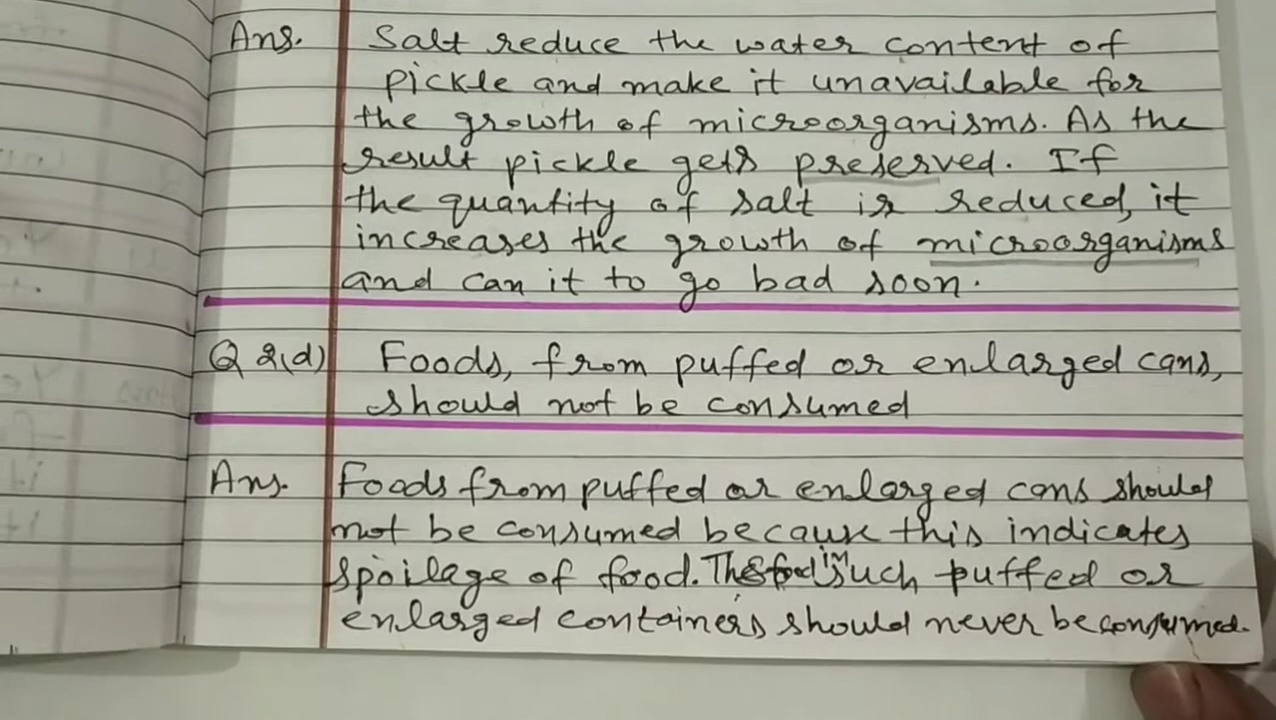 Ans. Salt reduce the water content of
pickle and make it unavailable for
the growth of microorganisms. As the
result pickle gets preserved. If
the quantity of salt is reduced, it
increases the growth of microorganisms
and can it to go bad soon.
Q 2(d) Foods, from puffed or enlarged cans,
should not be consumed
Ans. Foods from puffed or enlarged cans should
not be consumed because this indicates
spoilage of food. The food in such puffed or
enlarged containers should never be consumed.